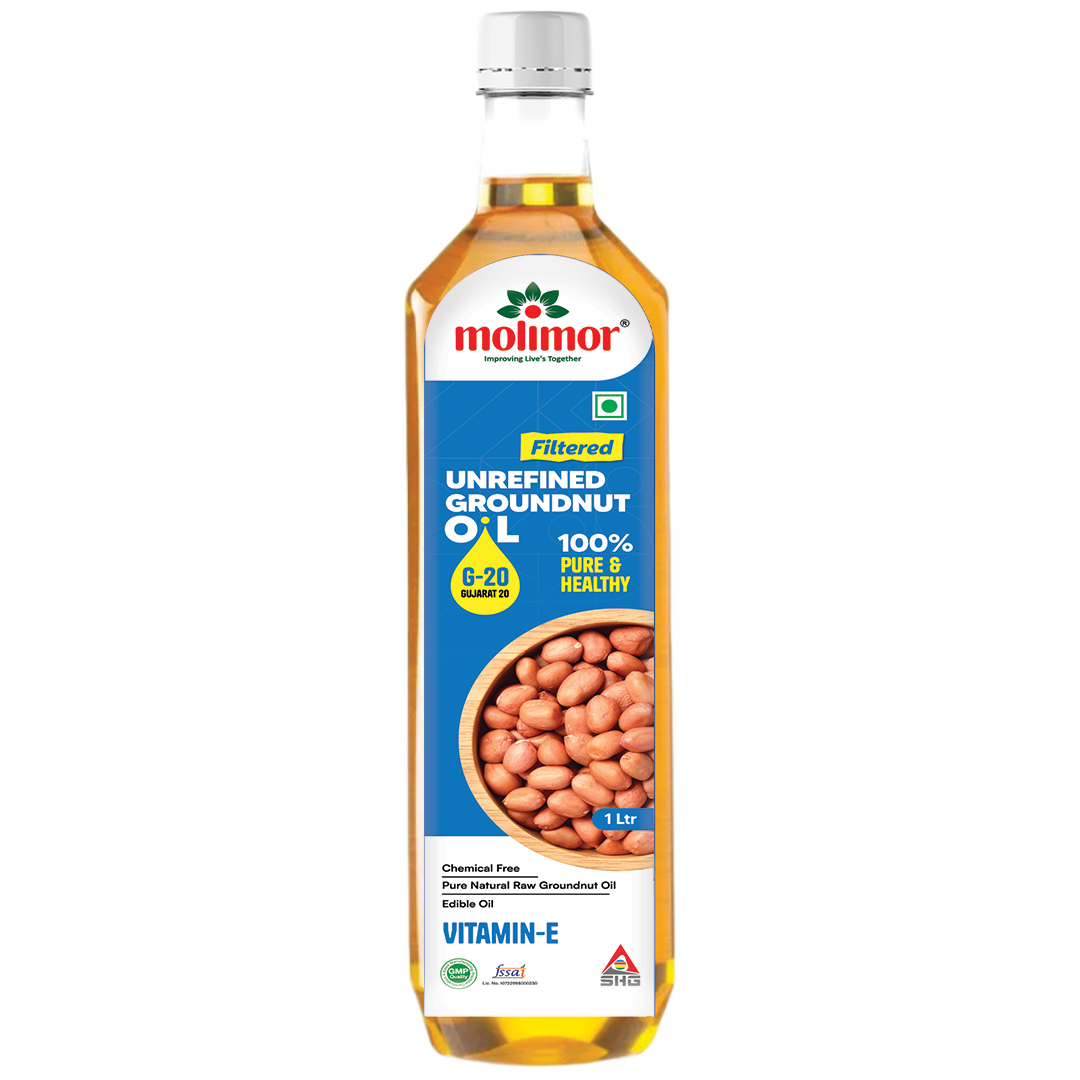 molimor®
Improving Live's Together
Filtered
UNREFINED
GROUNDNUT
OiL
100%
PURE &
HEALTHY
G-20
GUJARAT 20
1 Ltr
Chemical Free
Pure Natural Raw Groundnut Oil
Edible Oil
VITAMIN-E
GMP
Quality
fssai
SHG